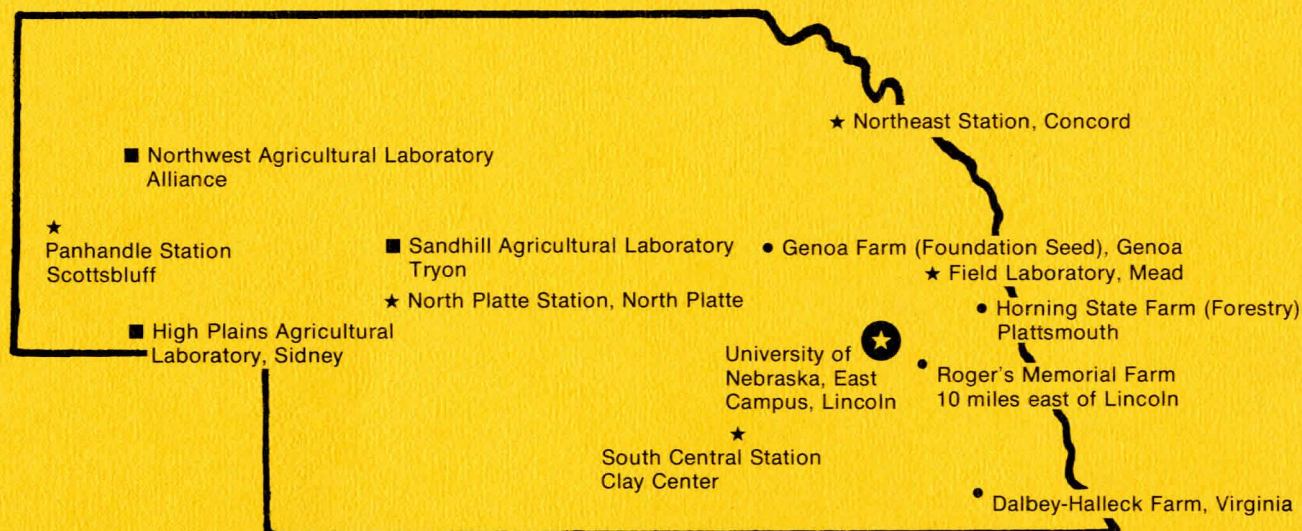 ★ Northeast Station, Concord
■ Northwest Agricultural Laboratory
Alliance
★
Panhandle Station
Scottsbluff
■ Sandhill Agricultural Laboratory
Tryon
★ North Platte Station, North Platte
● Genoa Farm (Foundation Seed), Genoa
★ Field Laboratory, Mead
● Horning State Farm (Forestry)
Plattsmouth
■ High Plains Agricultural
Laboratory, Sidney
University of
Nebraska, East
Campus, Lincoln
● Roger's Memorial Farm
10 miles east of Lincoln
★
South Central Station
Clay Center
● Dalbey-Halleck Farm, Virginia